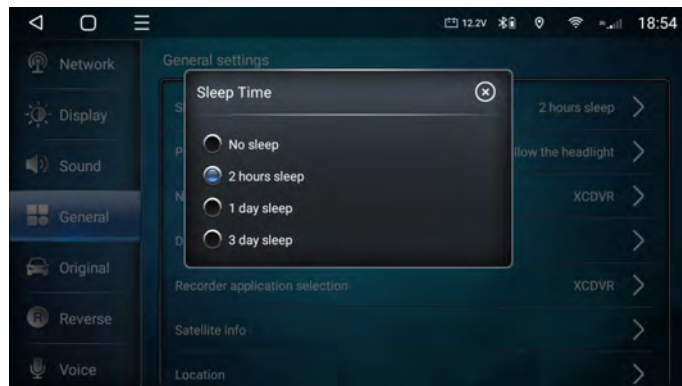 12.2V 18:54
Network
General settings
Sleep Time
2 hours sleep
Display
No sleep
llow the headlight
Sound
2 hours sleep
XCDVR
General
1 day sleep
3 day sleep
Original
Recorder application selection XCDVR
Reverse
Satellite info
Voice
Location